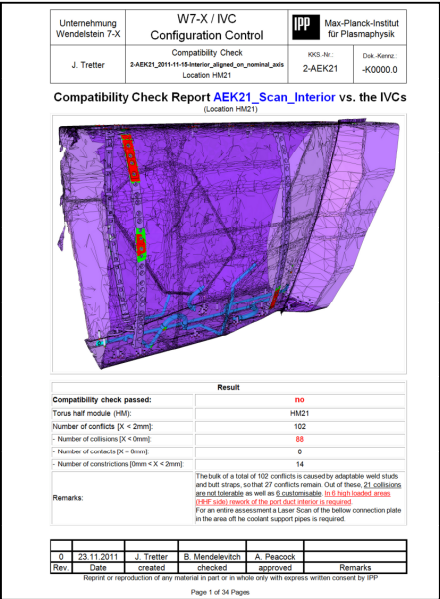 Unternehmung
Wendelstein 7-X
W7-X / IVC
Configuration Control
IPP
Max-Planck-Institut
für Plasmaphysik
J. Tretter
Compatibility Check
2-AEK21_2011-11-15-Interior_aligned_on_nominal_axis
Location HM21
KKS.-Nr.:
2-AEK21
Dok.-Kennz.:
-K0000.0
Compatibility Check Report AEK21_Scan_Interior vs. the IVCs
(Location HM21)
Result
Compatibility check passed: no
Torus half module (HM): HM21
Number of conflicts [X < 2mm]: 102
- Number of collisions [X < 0mm]: 88
- Number of contacts [X = 0mm]: 0
- Number of constrictions [0mm < X < 2mm]: 14
Remarks:
The bulk of a total of 102 conflicts is caused by adaptable weld studs
and butt straps, so that 27 conflicts remain. Out of these, 21 collisions
are not tolerable as well as 6 customisable. In 6 high loaded areas
(HHF side) rework of the port duct interior is required.
For an entire assessment a Laser Scan of the bellow connection plate
in the area oft he coolant support pipes is required.
0 23.11.2011 J. Tretter B. Mendelevitch A. Peacock
Rev. Date created checked approved Remarks
Reprint or reproduction of any material in part or in whole only with express written consent by IPP
Page 1 of 34 Pages